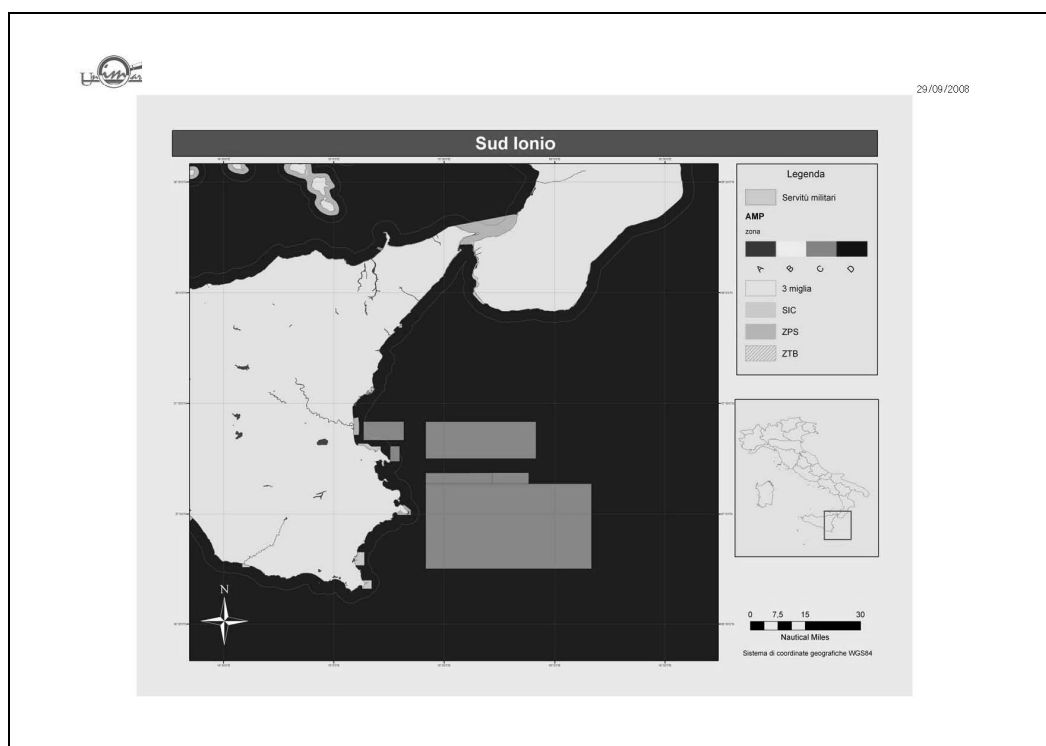 Unimar
29/09/2008
Sud Ionio
Legenda
Servitù militari
AMP
zona
A B C D
3 miglia
SIC
ZPS
ZTB
N
0 7,5 15 30
Nautical Miles
Sistema di coordinate geografiche WGS84